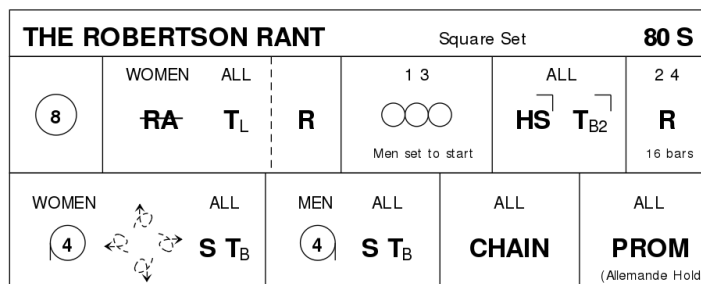 THE ROBERTSON RANT Square Set 80 S
WOMEN ALL 1 3 ALL 2 4
8 RA TL R HS TB2 R
Men set to start 16 bars
WOMEN ALL MEN ALL ALL ALL
4 S TB 4 S TB CHAIN PROM
(Allemande Hold)